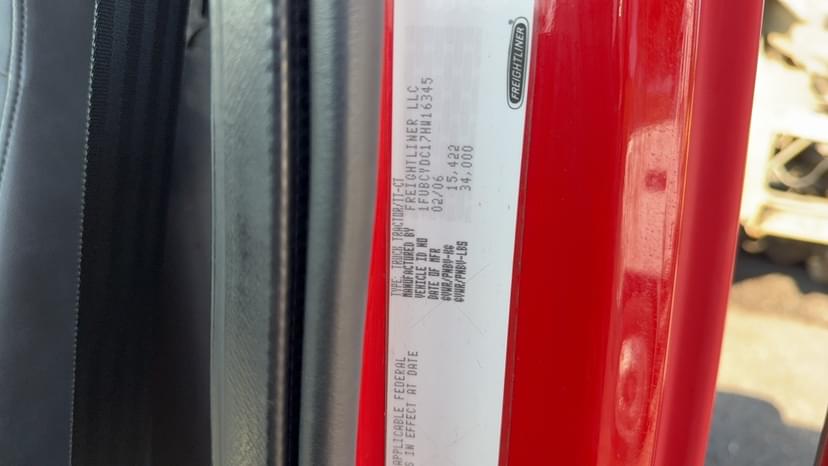 FREIGHTLINER
TYPE: TRUCK TRACTOR/TT-CT
MANUFACTURED BY FREIGHTLINER LLC
VEHICLE ID NO 1FUBCYDC17HW16345
DATE OF MFR 02/06
GVWR/PNBV-KG 15,422
GVWR/PNBV-LBS 34,000
APPLICABLE FEDERAL
S IN EFFECT AT DATE